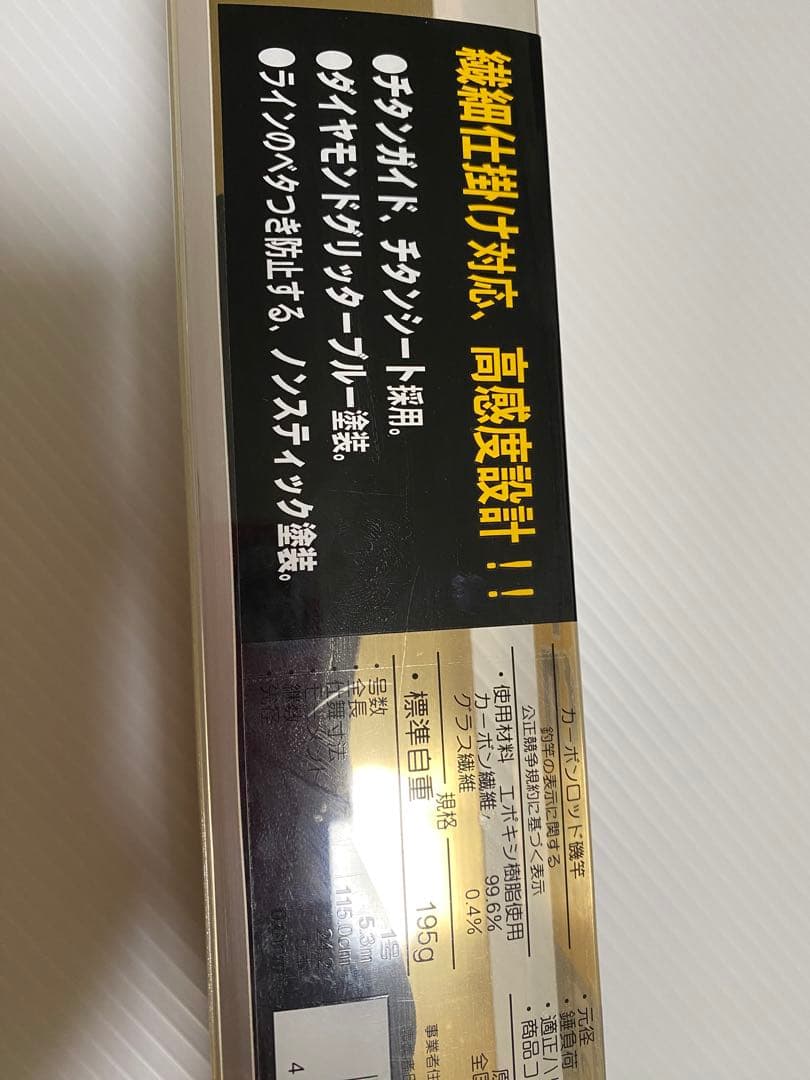 繊細仕掛け対応、高感度設計！！
●チタンガイド、チタンシート採用。
●ダイヤモンドグリッターブルー塗装。
●ラインのベタつき防止する、ノンスティック塗装。
カーボンロッド磯竿
釣竿の表示に関する
公正競争規約に基づく表示
・使用材料 エポキシ樹脂使用
カーボン繊維 99.6%
グラス繊維 0.4%
規格
・標準自重 195g
・号数 1号
・全長 5.3m
・仕舞寸法 115.0cm
・元径
・錘負荷
・適正ハリ
・商品コ
事業者住
全国
4